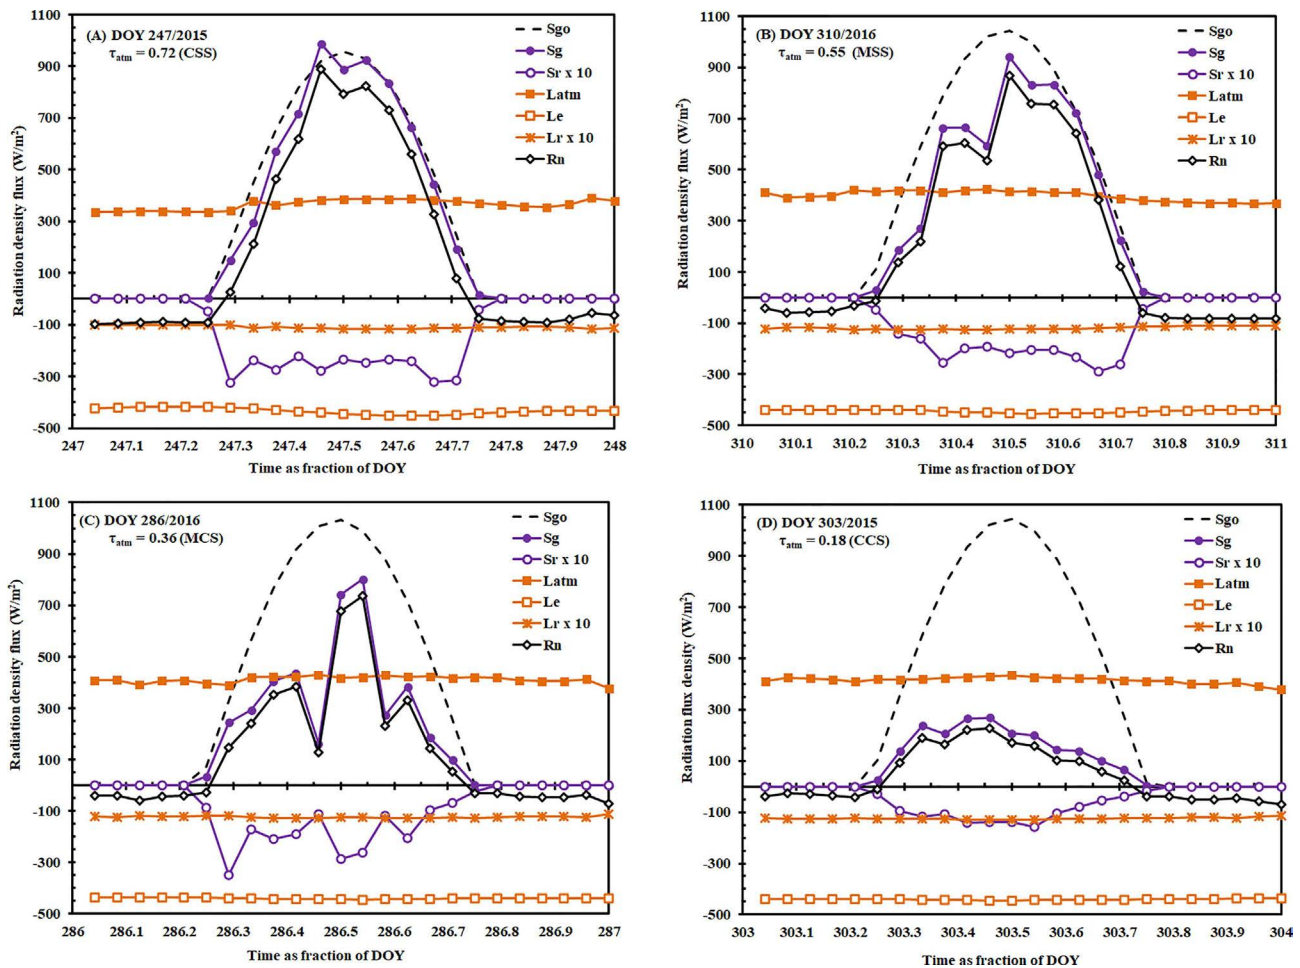 (A) DOY 247/2015
τatm = 0.72 (CSS)
Sgo
Sg
Sr x 10
Latm
Le
Lr x 10
Rn
Radiation density flux (W/m²)
1100
900
700
500
300
100
-100
-300
-500
247
247.1
247.2
247.3
247.4
247.5
247.6
247.7
247.8
247.9
248
Time as fraction of DOY
(B) DOY 310/2016
τatm = 0.55 (MSS)
Sgo
Sg
Sr x 10
Latm
Le
Lr x 10
Rn
Radiation density flux (W/m²)
1100
900
700
500
300
100
-100
-300
-500
310
310.1
310.2
310.3
310.4
310.5
310.6
310.7
310.8
310.9
311
Time as fraction of DOY
(C) DOY 286/2016
τatm = 0.36 (MCS)
Sgo
Sg
Sr x 10
Latm
Le
Lr x 10
Rn
Radiation density flux (W/m²)
1100
900
700
500
300
100
-100
-300
-500
286
286.1
286.2
286.3
286.4
286.5
286.6
286.7
286.8
286.9
287
Time as fraction of DOY
(D) DOY 303/2015
τatm = 0.18 (CCS)
Sgo
Sg
Sr x 10
Latm
Le
Lr x 10
Rn
Radiation flux density (W/m²)
1100
900
700
500
300
100
-100
-300
-500
303
303.1
303.2
303.3
303.4
303.5
303.6
303.7
303.8
303.9
304
Time as fraction of DOY